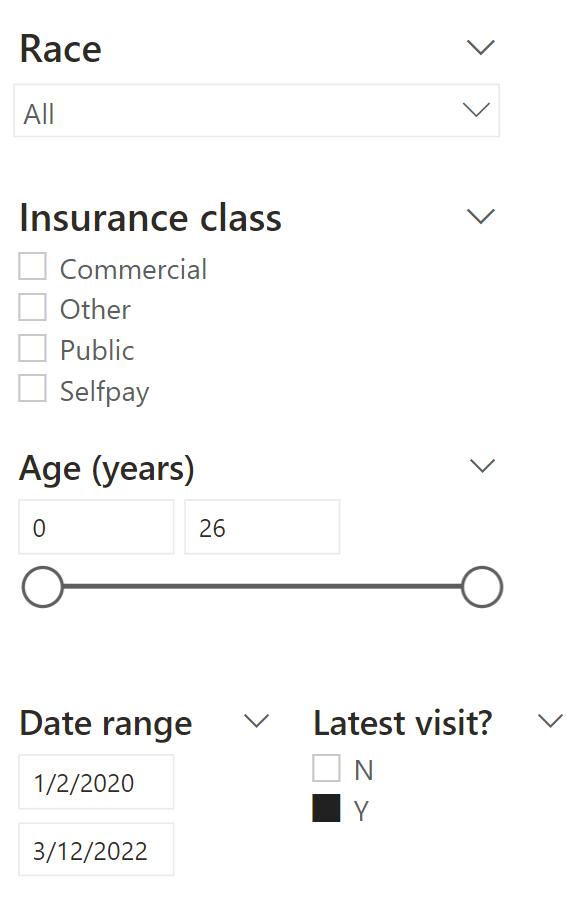 Race
All
Insurance class
Commercial
Other
Public
Selfpay
Age (years)
0 26
Date range
1/2/2020
3/12/2022
Latest visit?
N
Y